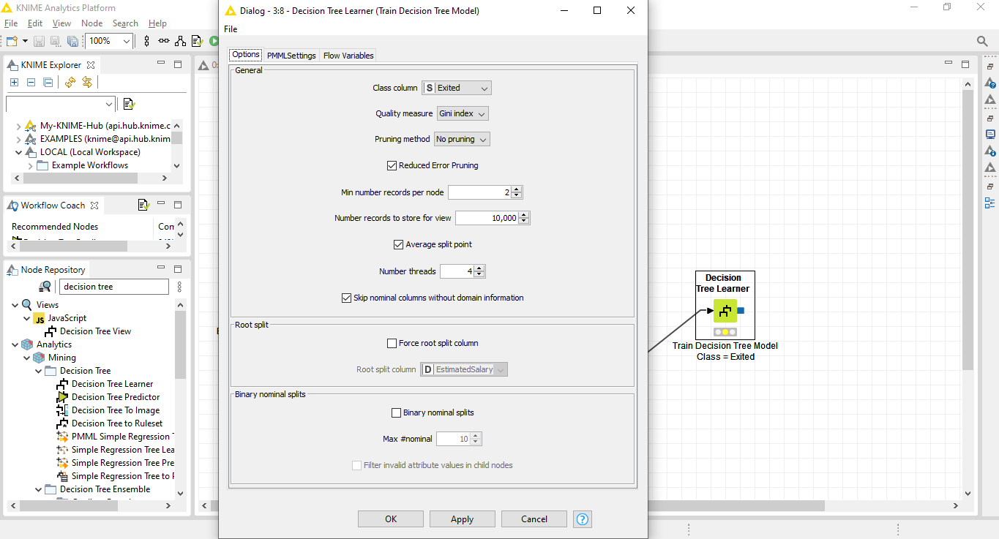 KNIME Analytics Platform
File Edit View Node Search Help
100%
KNIME Explorer
My-KNIME-Hub (api.hub.knime.c
EXAMPLES (knime@api.hub.knim
LOCAL (Local Workspace)
Example Workflows
Workflow Coach
Recommended Nodes Com
Node Repository
decision tree
Views
JS JavaScript
Decision Tree View
Analytics
Mining
Decision Tree
Decision Tree Learner
Decision Tree Predictor
Decision Tree To Image
Decision Tree to Ruleset
PMML Simple Regression T
Simple Regression Tree Lea
Simple Regression Tree Pre
Simple Regression Tree to P
Decision Tree Ensemble
Dialog - 3:8 - Decision Tree Learner (Train Decision Tree Model)
File
Options PMMLSettings Flow Variables
General
Class column S Exited
Quality measure Gini index
Pruning method No pruning
Reduced Error Pruning
Min number records per node 2
Number records to store for view 10,000
Average split point
Number threads 4
Skip nominal columns without domain information
Root split
Force root split column
Root split column D EstimatedSalary
Binary nominal splits
Binary nominal splits
Max #nominal 10
Filter invalid attribute values in child nodes
OK Apply Cancel ?
Decision
Tree Learner
Train Decision Tree Model
Class = Exited